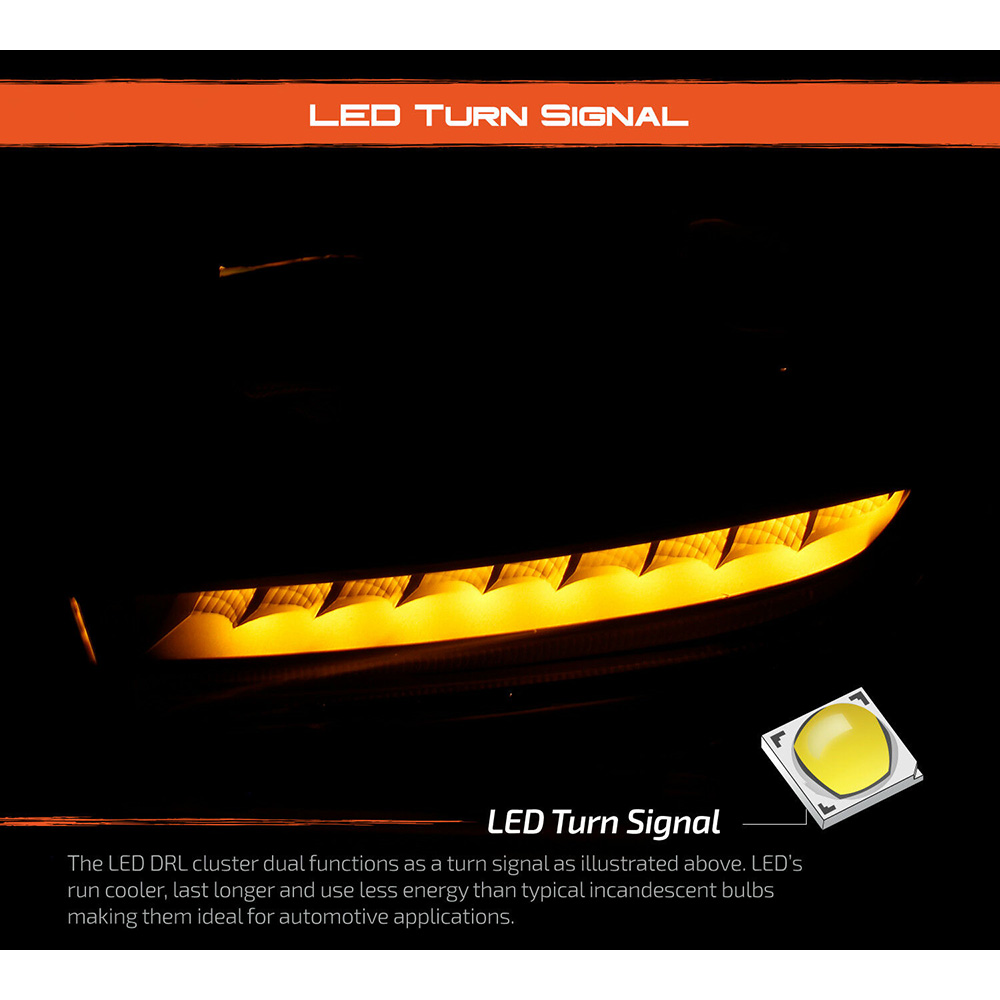 LED Turn Signal
LED Turn Signal
The LED DRL cluster dual functions as a turn signal as illustrated above. LED's
run cooler, last longer and use less energy than typical incandescent bulbs
making them ideal for automotive applications.